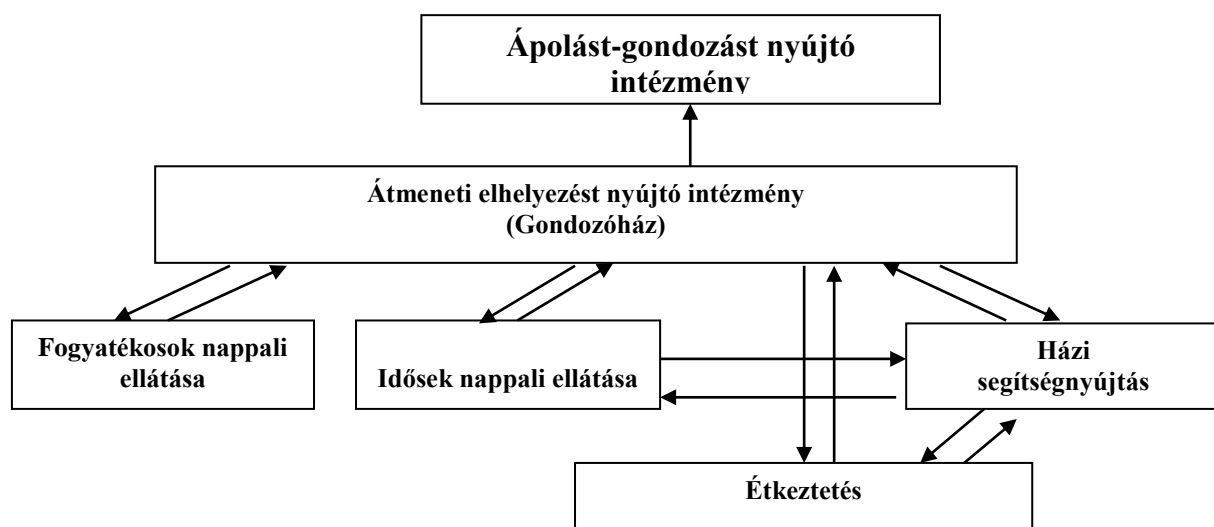 Ápolást-gondozást nyújtó
intézmény
Átmeneti elhelyezést nyújtó intézmény
(Gondozóház)
Fogyatékosok nappali
ellátása
Idősek nappali ellátása
Házi
segítségnyújtás
Étkeztetés